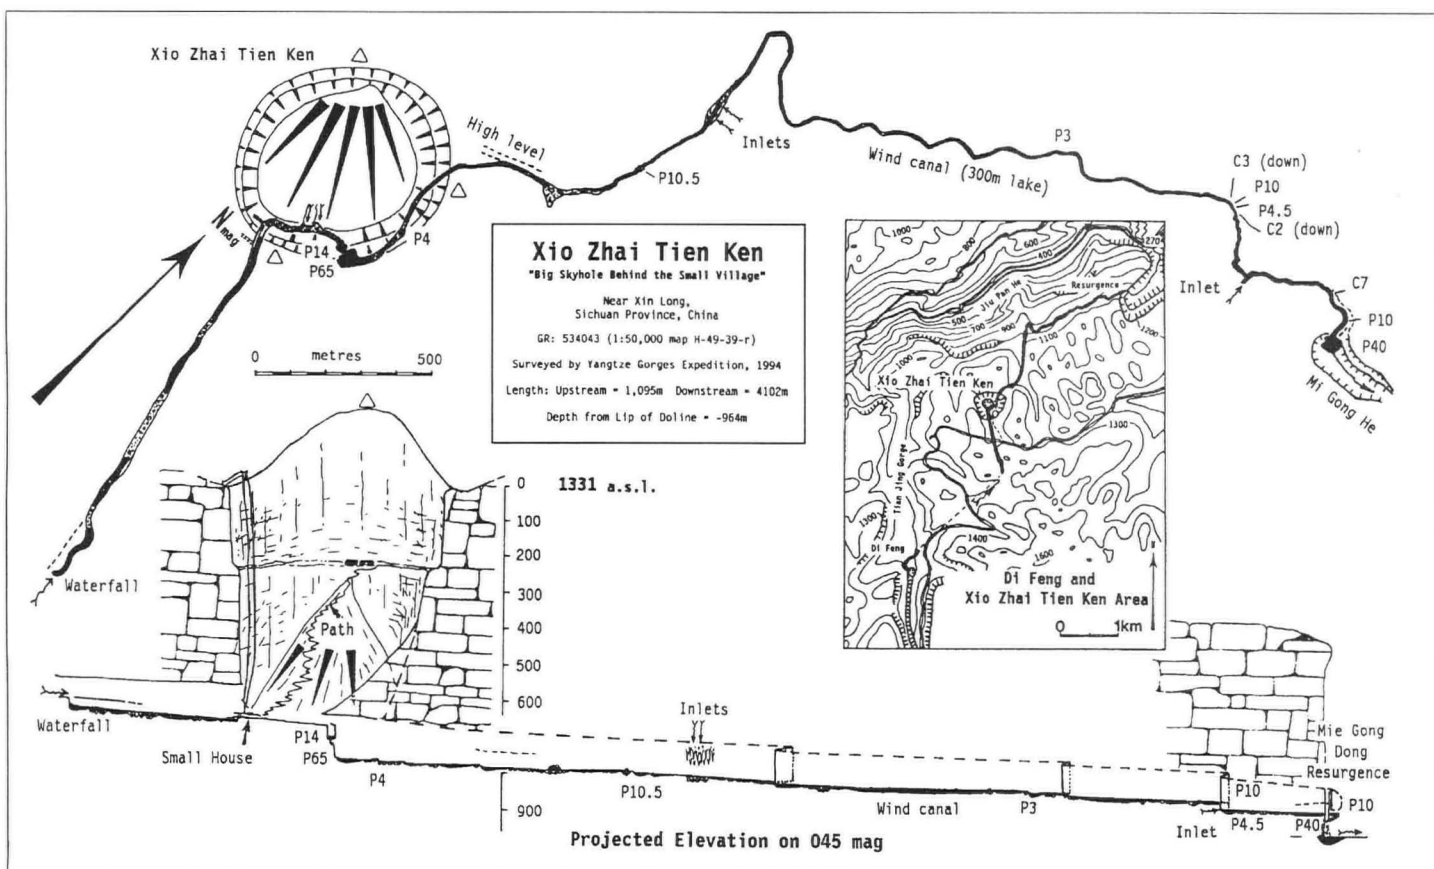 Xio Zhai Tien Ken
High level
Inlets
P10.5
Wind canal (300m lake)
P3
C3 (down)
P10
P4.5
C2 (down)
Inlet
C7
P10
P40
Mi Gong He
N mag
P14
P65
P4
Waterfall
0 metres 500
Xio Zhai Tien Ken
"Big Skyhole Behind the Small Village"
Near Xin Long,
Sichuan Province, China
GR: 534043 (1:50,000 map H-49-39-r)
Surveyed by Yangtze Gorges Expedition, 1994
Length: Upstream = 1,095m Downstream = 4102m
Depth from Lip of Doline = -964m
1000
800
600
400
270
Jiu Pan He
Resurgence
500
700
900
1100
1200
1000
Xio Zhai Tien Ken
1300
Tian Jing Gorge
1300
Di Feng
1400
1600
Di Feng and
Xio Zhai Tien Ken Area
0 1km
1331 a.s.l.
0
100
200
300
400
500
600
900
Path
Waterfall
Small House
P14
P65
P4
P10.5
Inlets
Wind canal
P3
P10
P4.5
Inlet
P40
P10
Mie Gong
Dong
Resurgence
Projected Elevation on 045 mag